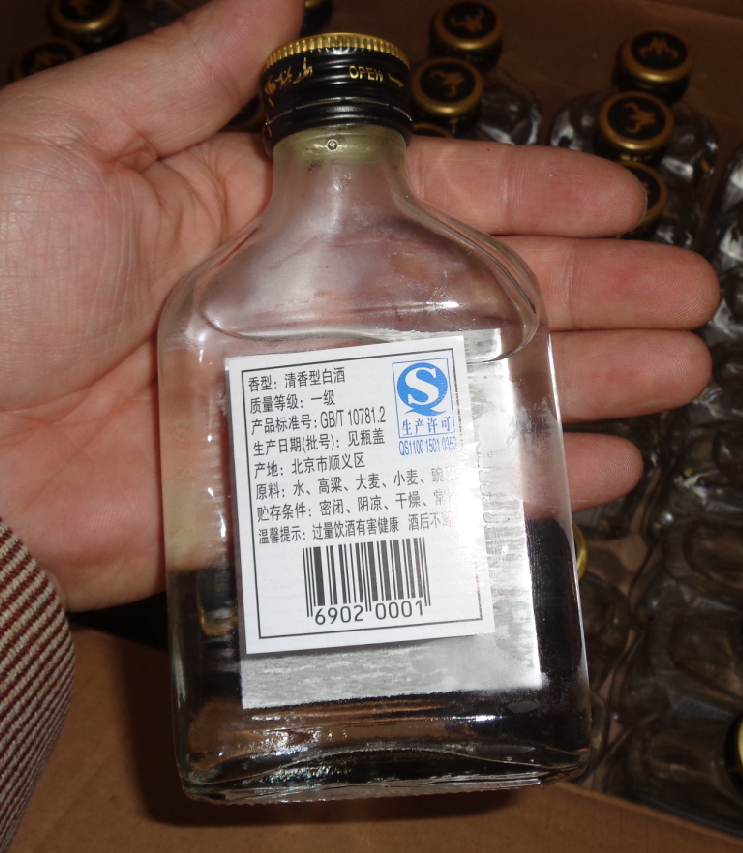 OPEN
香型：清香型白酒
质量等级：一级
产品标准号：GB/T 10781.2
生产日期(批号)：见瓶盖
产地：北京市顺义区
原料：水、高粱、大麦、小麦、豌
贮存条件：密闭、阴凉、干燥、常
温馨提示：过量饮酒有害健康 酒后不
生产许可
QS1100 1501 0352
6902 0001